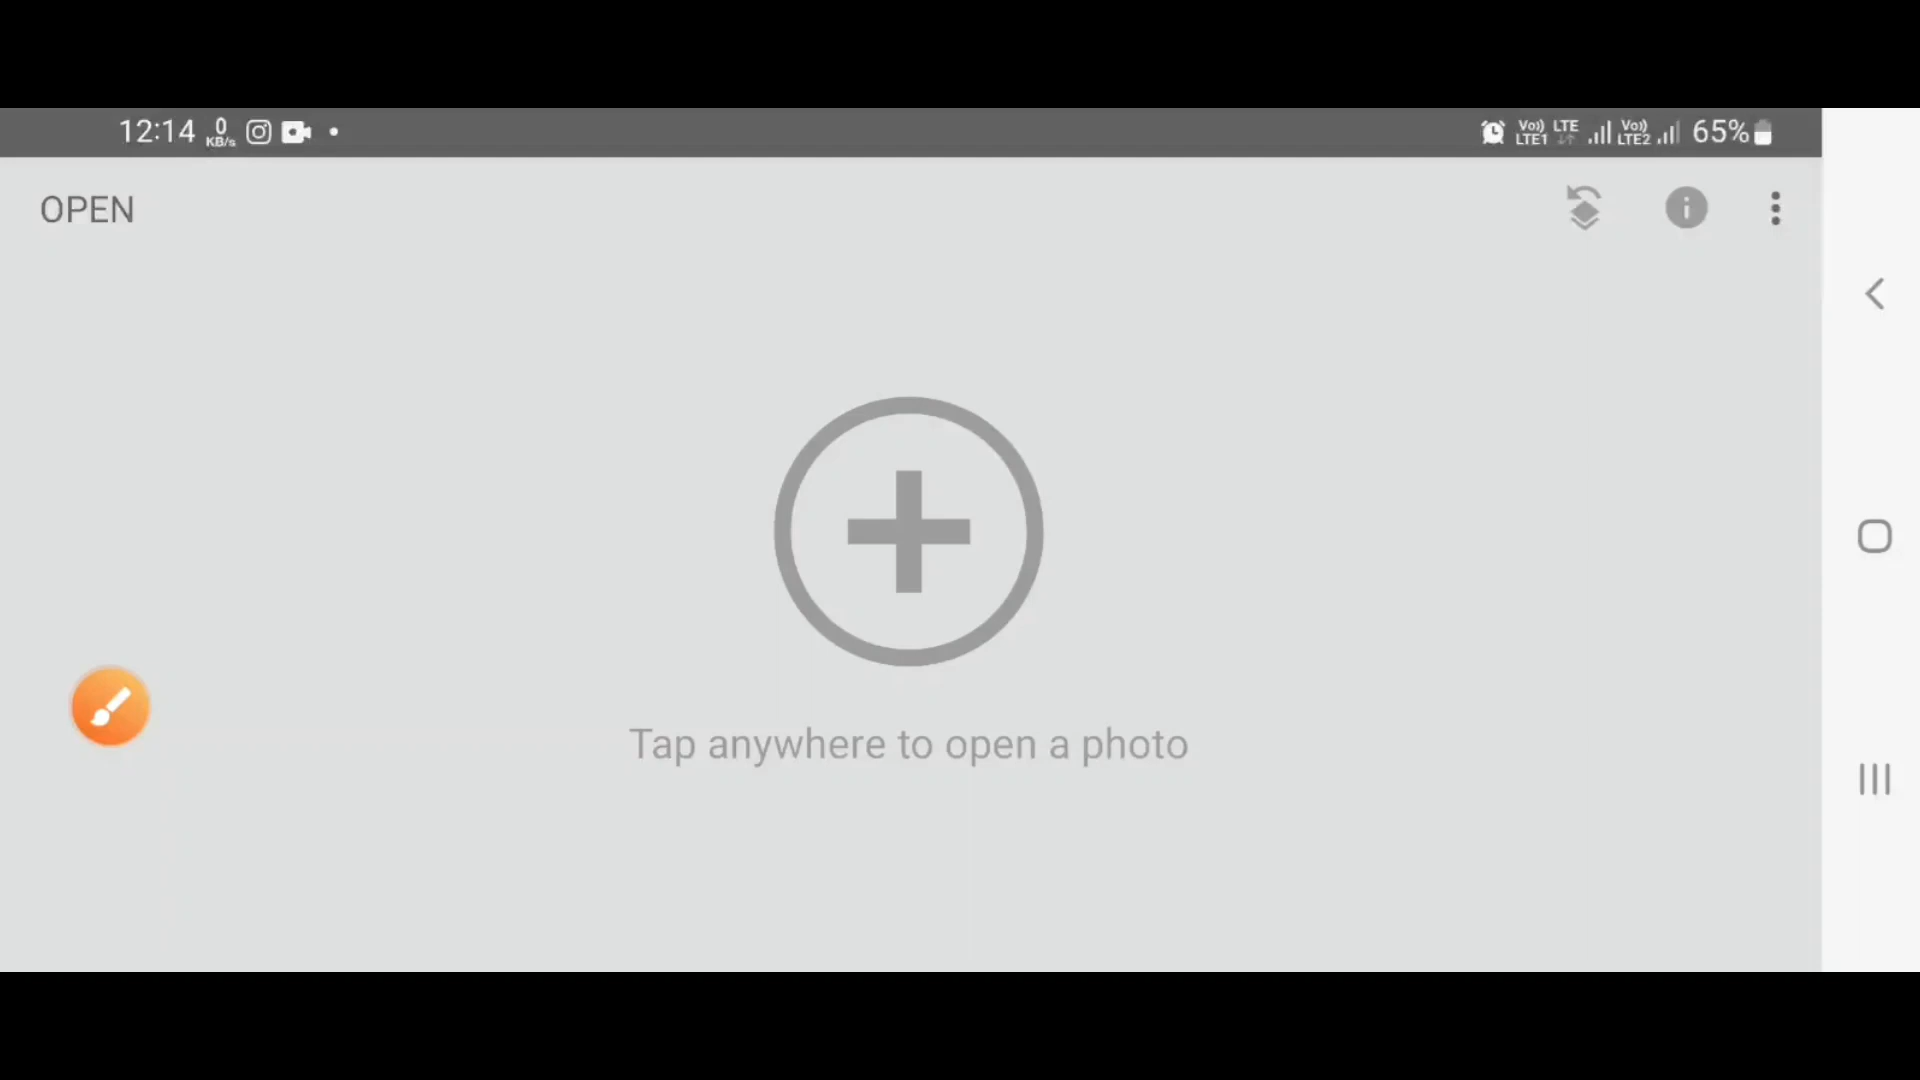 12:14 0 KB/s Vo)) LTE1 LTE Vo)) LTE2 65%
OPEN
Tap anywhere to open a photo